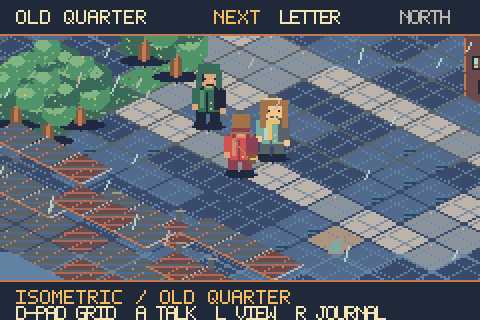 OLD QUARTER NEXT LETTER NORTH
ISOMETRIC / OLD QUARTER
D-PAD GRID A TALK L VIEW R JOURNAL